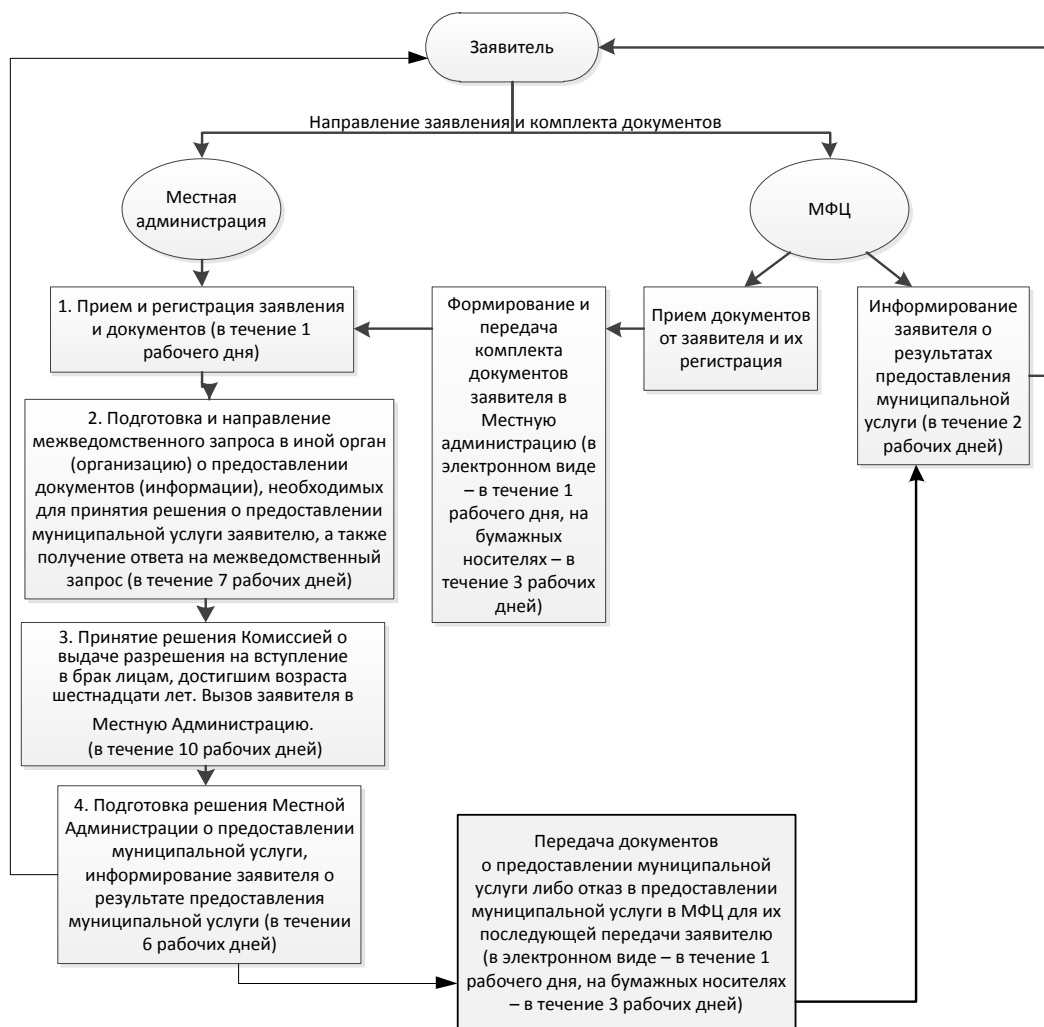 Заявитель
Направление заявления и комплекта документов
Местная
администрация
МФЦ
1. Прием и регистрация заявления
и документов (в течение 1
рабочего дня)
Формирование и
передача
комплекта
документов
заявителя в
Местную
администрацию (в
электронном виде
– в течение 1
рабочего дня, на
бумажных
носителях – в
течение 3 рабочих
дней)
Прием документов
от заявителя и их
регистрация
Информирование
заявителя о
результатах
предоставления
муниципальной
услуги (в течение 2
рабочих дней)
2. Подготовка и направление
межведомственного запроса в иной орган
(организацию) о предоставлении
документов (информации), необходимых
для принятия решения о предоставлении
муниципальной услуги заявителю, а также
получение ответа на межведомственный
запрос (в течение 7 рабочих дней)
3. Принятие решения Комиссией о
выдаче разрешения на вступление
в брак лицам, достигшим возраста
шестнадцати лет. Вызов заявителя в
Местную Администрацию.
(в течение 10 рабочих дней)
4. Подготовка решения Местной
Администрации о предоставлении
муниципальной услуги,
информирование заявителя о
результате предоставления
муниципальной услуги (в течении
6 рабочих дней)
Передача документов
о предоставлении муниципальной
услуги либо отказ в предоставлении
муниципальной услуги в МФЦ для их
последующей передачи заявителю
(в электронном виде – в течение 1
рабочего дня, на бумажных носителях
– в течение 3 рабочих дней)